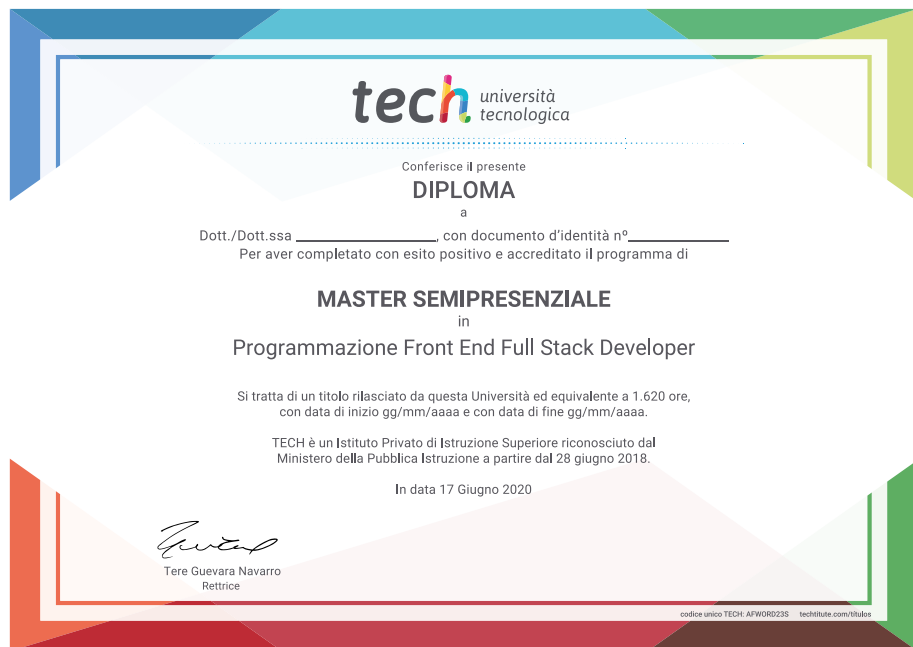 tech università
tecnologica
Conferisce il presente
DIPLOMA
a
Dott./Dott.ssa ________________, con documento d'identità nº____________
Per aver completato con esito positivo e accreditato il programma di
MASTER SEMIPRESENZIALE
in
Programmazione Front End Full Stack Developer
Si tratta di un titolo rilasciato da questa Università ed equivalente a 1.620 ore,
con data di inizio gg/mm/aaaa e con data di fine gg/mm/aaaa.
TECH è un Istituto Privato di Istruzione Superiore riconosciuto dal
Ministero della Pubblica Istruzione a partire dal 28 giugno 2018.
In data 17 Giugno 2020
Tere Guevara Navarro
Rettrice
codice unico TECH: AFWORD23S techtitute.com/titulos